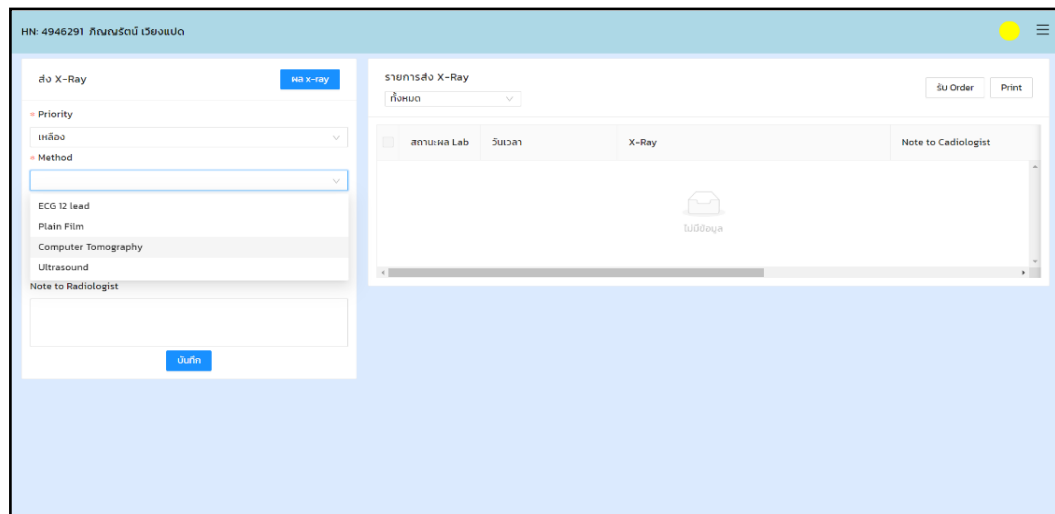 HN: 4946291 ภิญญรัตน์ เวียงแปด
ส่ง X-Ray
ผล x-ray
* Priority
เหลือง
* Method
ECG 12 lead
Plain Film
Computer Tomography
Ultrasound
Note to Radiologist
บันทึก
รายการส่ง X-Ray
ทั้งหมด
รับ Order
Print
สถานะผล Lab
วันเวลา
X-Ray
Note to Cadiologist
ไม่มีข้อมูล